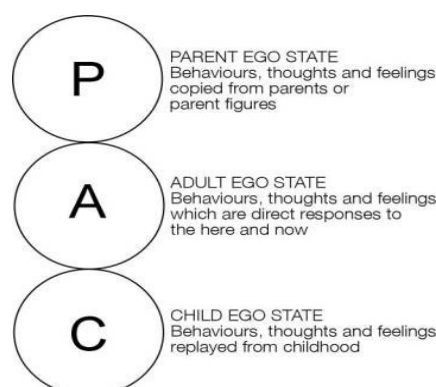 P
PARENT EGO STATE
Behaviours, thoughts and feelings
copied from parents or
parent figures
A
ADULT EGO STATE
Behaviours, thoughts and feelings
which are direct responses to
the here and now
C
CHILD EGO STATE
Behaviours, thoughts and feelings
replayed from childhood